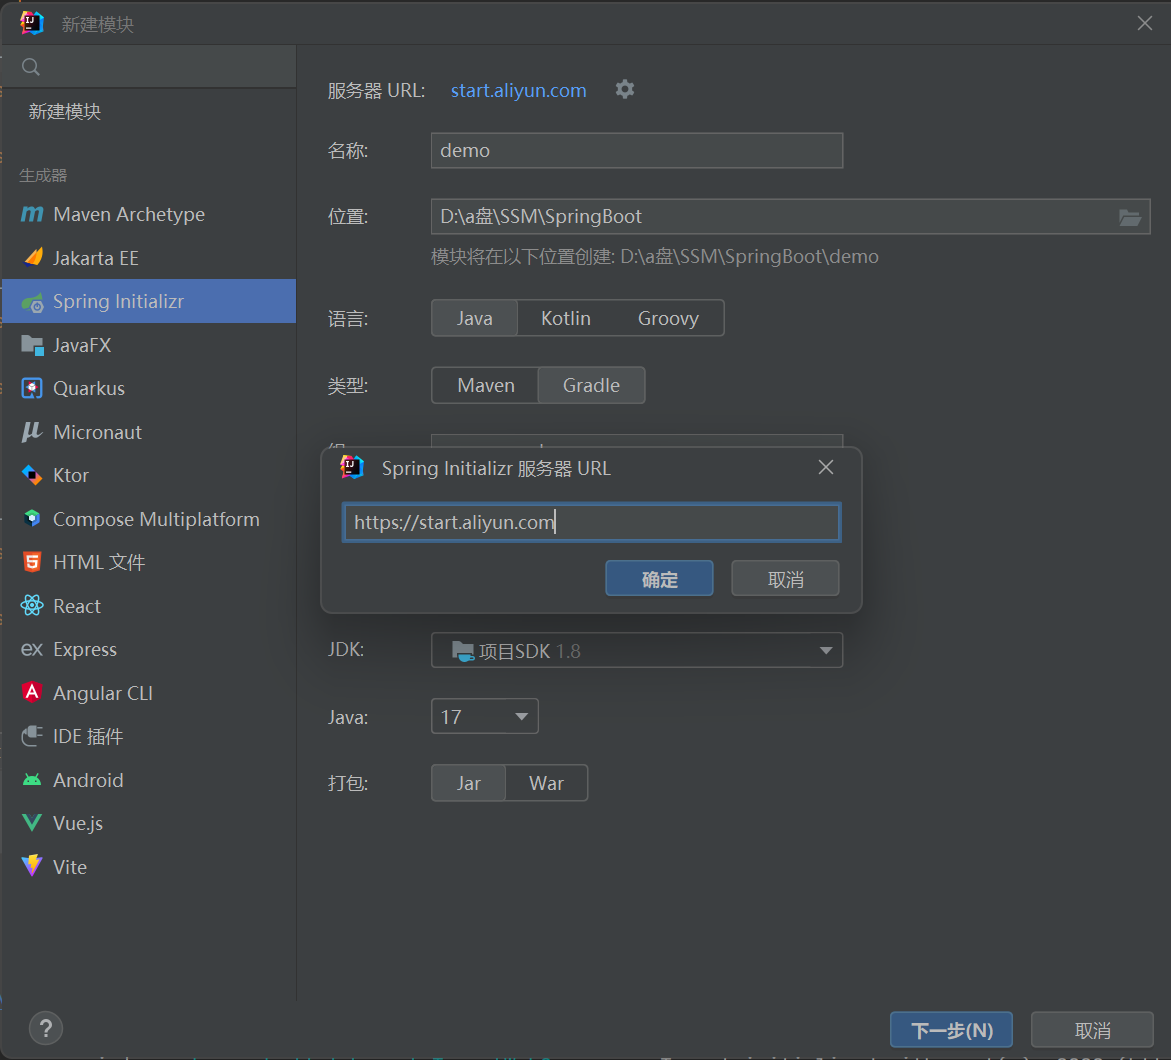 新建模块
新建模块
生成器
Maven Archetype
Jakarta EE
Spring Initializr
JavaFX
Quarkus
Micronaut
Ktor
Compose Multiplatform
HTML 文件
React
ex Express
Angular CLI
IDE 插件
Android
Vue.js
Vite
服务器 URL: start.aliyun.com
名称: demo
位置: D:\a盘\SSM\SpringBoot
模块将在以下位置创建: D:\a盘\SSM\SpringBoot\demo
语言: Java Kotlin Groovy
类型: Maven Gradle
Spring Initializr 服务器 URL
https://start.aliyun.com
确定 取消
JDK: 项目SDK 1.8
Java: 17
打包: Jar War
? 下一步(N) 取消